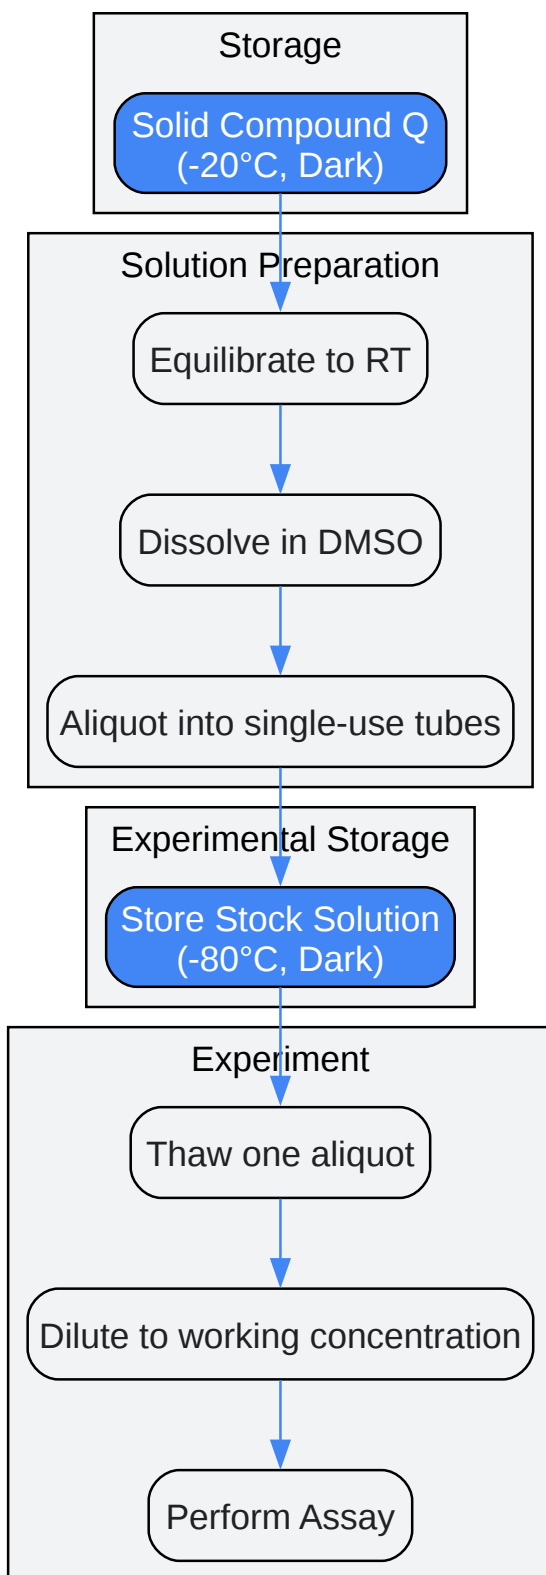 Storage
Solid Compound Q
(-20°C, Dark)
Solution Preparation
Equilibrate to RT
Dissolve in DMSO
Aliquot into single-use tubes
Experimental Storage
Store Stock Solution
(-80°C, Dark)
Experiment
Thaw one aliquot
Dilute to working concentration
Perform Assay